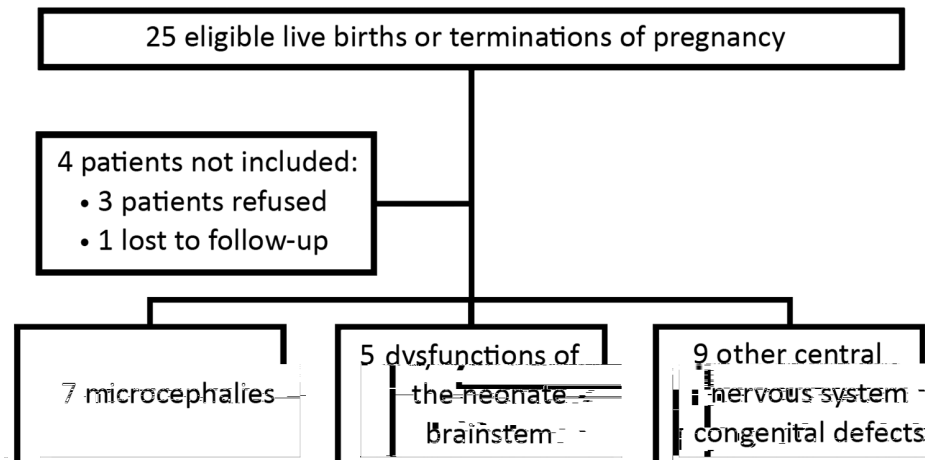 25 eligible live births or terminations of pregnancy
4 patients not included:
• 3 patients refused
• 1 lost to follow-up
7 microcephalies
5 dysfunctions of
the neonate
brainstem
9 other central
nervous system
congenital defects